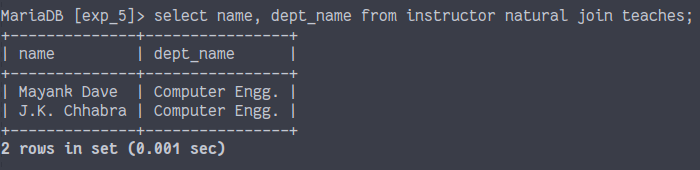 MariaDB [exp_5]> select name, dept_name from instructor natural join teaches;
+--------------+----------------+
| name         | dept_name      |
+--------------+----------------+
| Mayank Dave  | Computer Engg. |
| J.K. Chhabra | Computer Engg. |
+--------------+----------------+
2 rows in set (0.001 sec)